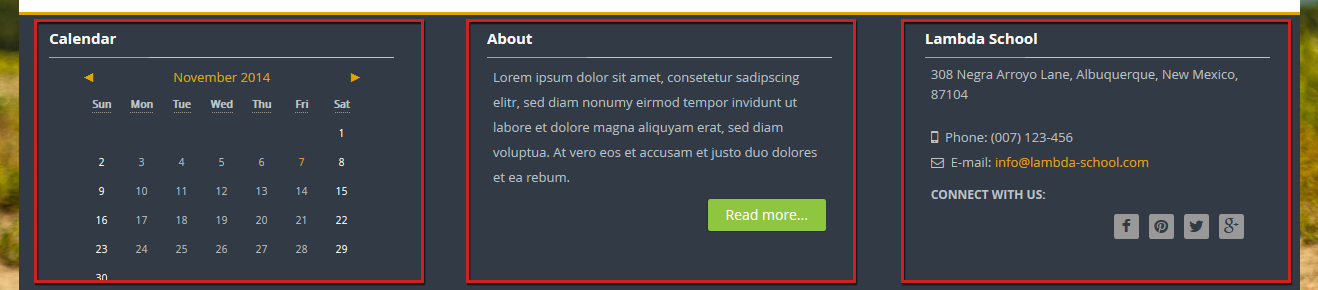 Calendar
◀ November 2014 ▶
Sun Mon Tue Wed Thu Fri Sat
1
2 3 4 5 6 7 8
9 10 11 12 13 14 15
16 17 18 19 20 21 22
23 24 25 26 27 28 29
30
About
Lorem ipsum dolor sit amet, consetetur sadipscing
elitr, sed diam nonumy eirmod tempor invidunt ut
labore et dolore magna aliquyam erat, sed diam
voluptua. At vero eos et accusam et justo duo dolores
et ea rebum.
Read more...
Lambda School
308 Negra Arroyo Lane, Albuquerque, New Mexico,
87104
Phone: (007) 123-456
E-mail: info@lambda-school.com
CONNECT WITH US: